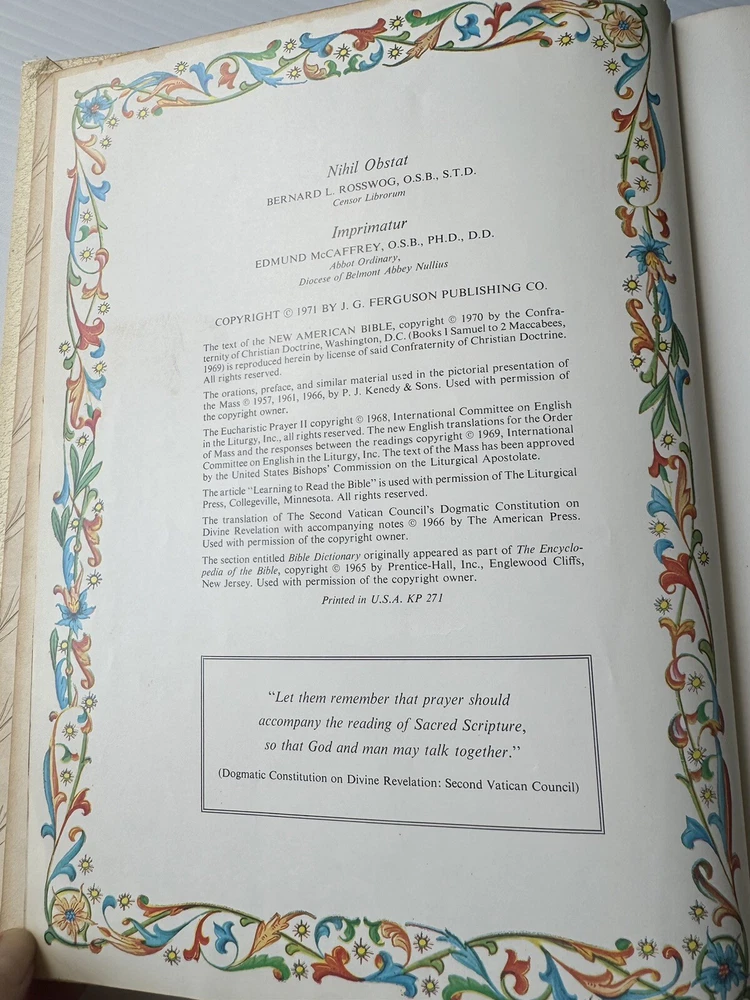 Nihil Obstat
BERNARD L. ROSSWOG, O.S.B., S.T.D.
Censor Librorum
Imprimatur
EDMUND McCAFFREY, O.S.B., PH.D., D.D.
Abbot Ordinary,
Diocese of Belmont Abbey Nullius
COPYRIGHT © 1971 BY J. G. FERGUSON PUBLISHING CO.
The text of the NEW AMERICAN BIBLE, copyright © 1970 by the Confra-
ternity of Christian Doctrine, Washington, D.C. (Books I Samuel to 2 Maccabees,
1969) is reproduced herein by license of said Confraternity of Christian Doctrine.
All rights reserved.
The orations, preface, and similar material used in the pictorial presentation of
the Mass © 1957, 1961, 1966, by P. J. Kenedy & Sons. Used with permission of
the copyright owner.
The Eucharistic Prayer II copyright © 1968, International Committee on English
in the Liturgy, Inc., all rights reserved. The new English translations for the Order
of Mass and the responses between the readings copyright © 1969, International
Committee on English in the Liturgy, Inc. The text of the Mass has been approved
by the United States Bishops' Commission on the Liturgical Apostolate.
The article "Learning to Read the Bible" is used with permission of The Liturgical
Press, Collegeville, Minnesota. All rights reserved.
The translation of The Second Vatican Council's Dogmatic Constitution on
Divine Revelation with accompanying notes © 1966 by The American Press.
Used with permission of the copyright owner.
The section entitled Bible Dictionary originally appeared as part of The Encyclo-
pedia of the Bible, copyright © 1965 by Prentice-Hall, Inc., Englewood Cliffs,
New Jersey. Used with permission of the copyright owner.
Printed in U.S.A. KP 271
"Let them remember that prayer should
accompany the reading of Sacred Scripture,
so that God and man may talk together."
(Dogmatic Constitution on Divine Revelation: Second Vatican Council)